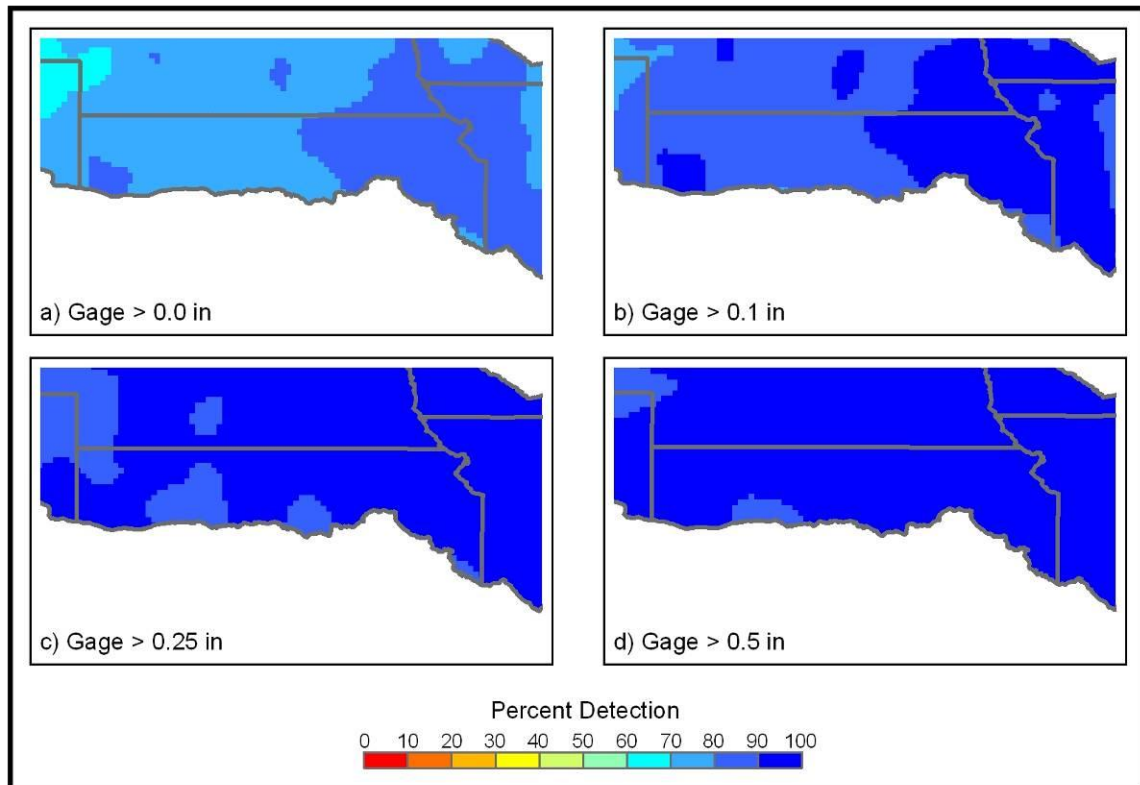 a) Gage > 0.0 in
b) Gage > 0.1 in
c) Gage > 0.25 in
d) Gage > 0.5 in
Percent Detection
0 10 20 30 40 50 60 70 80 90 100